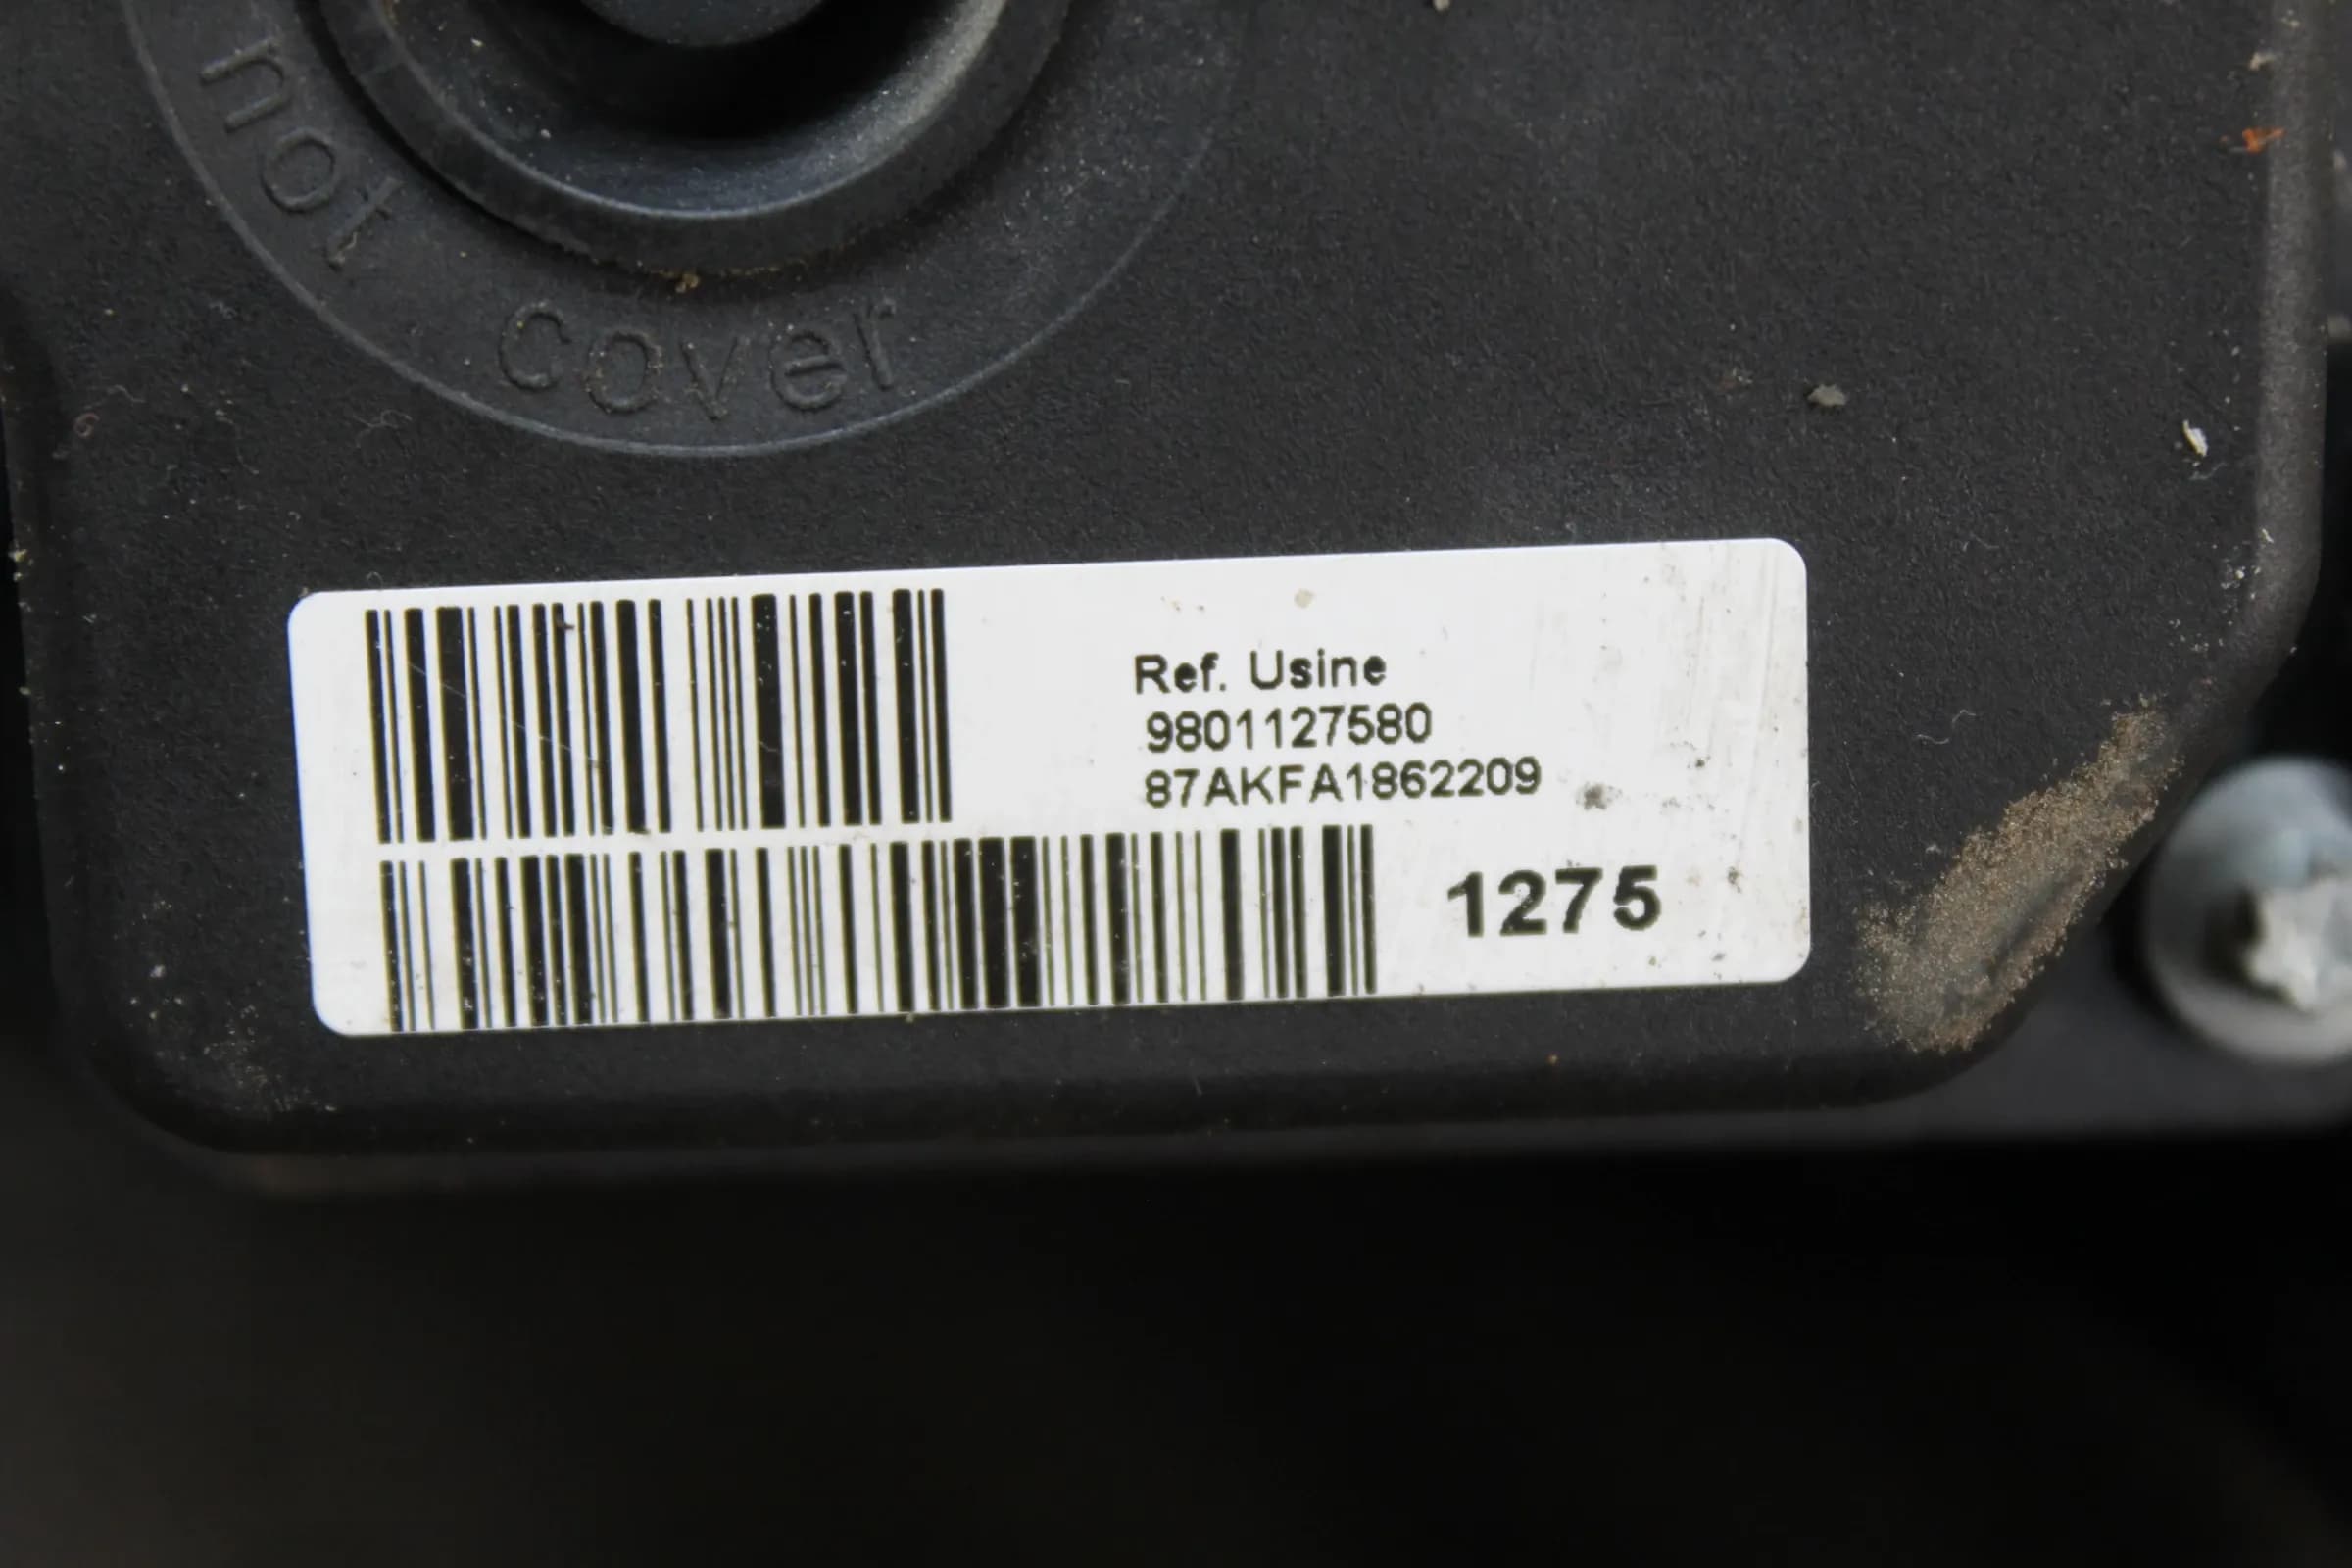 not cover
Ref. Usine
9801127580
87AKFA1862209
1275